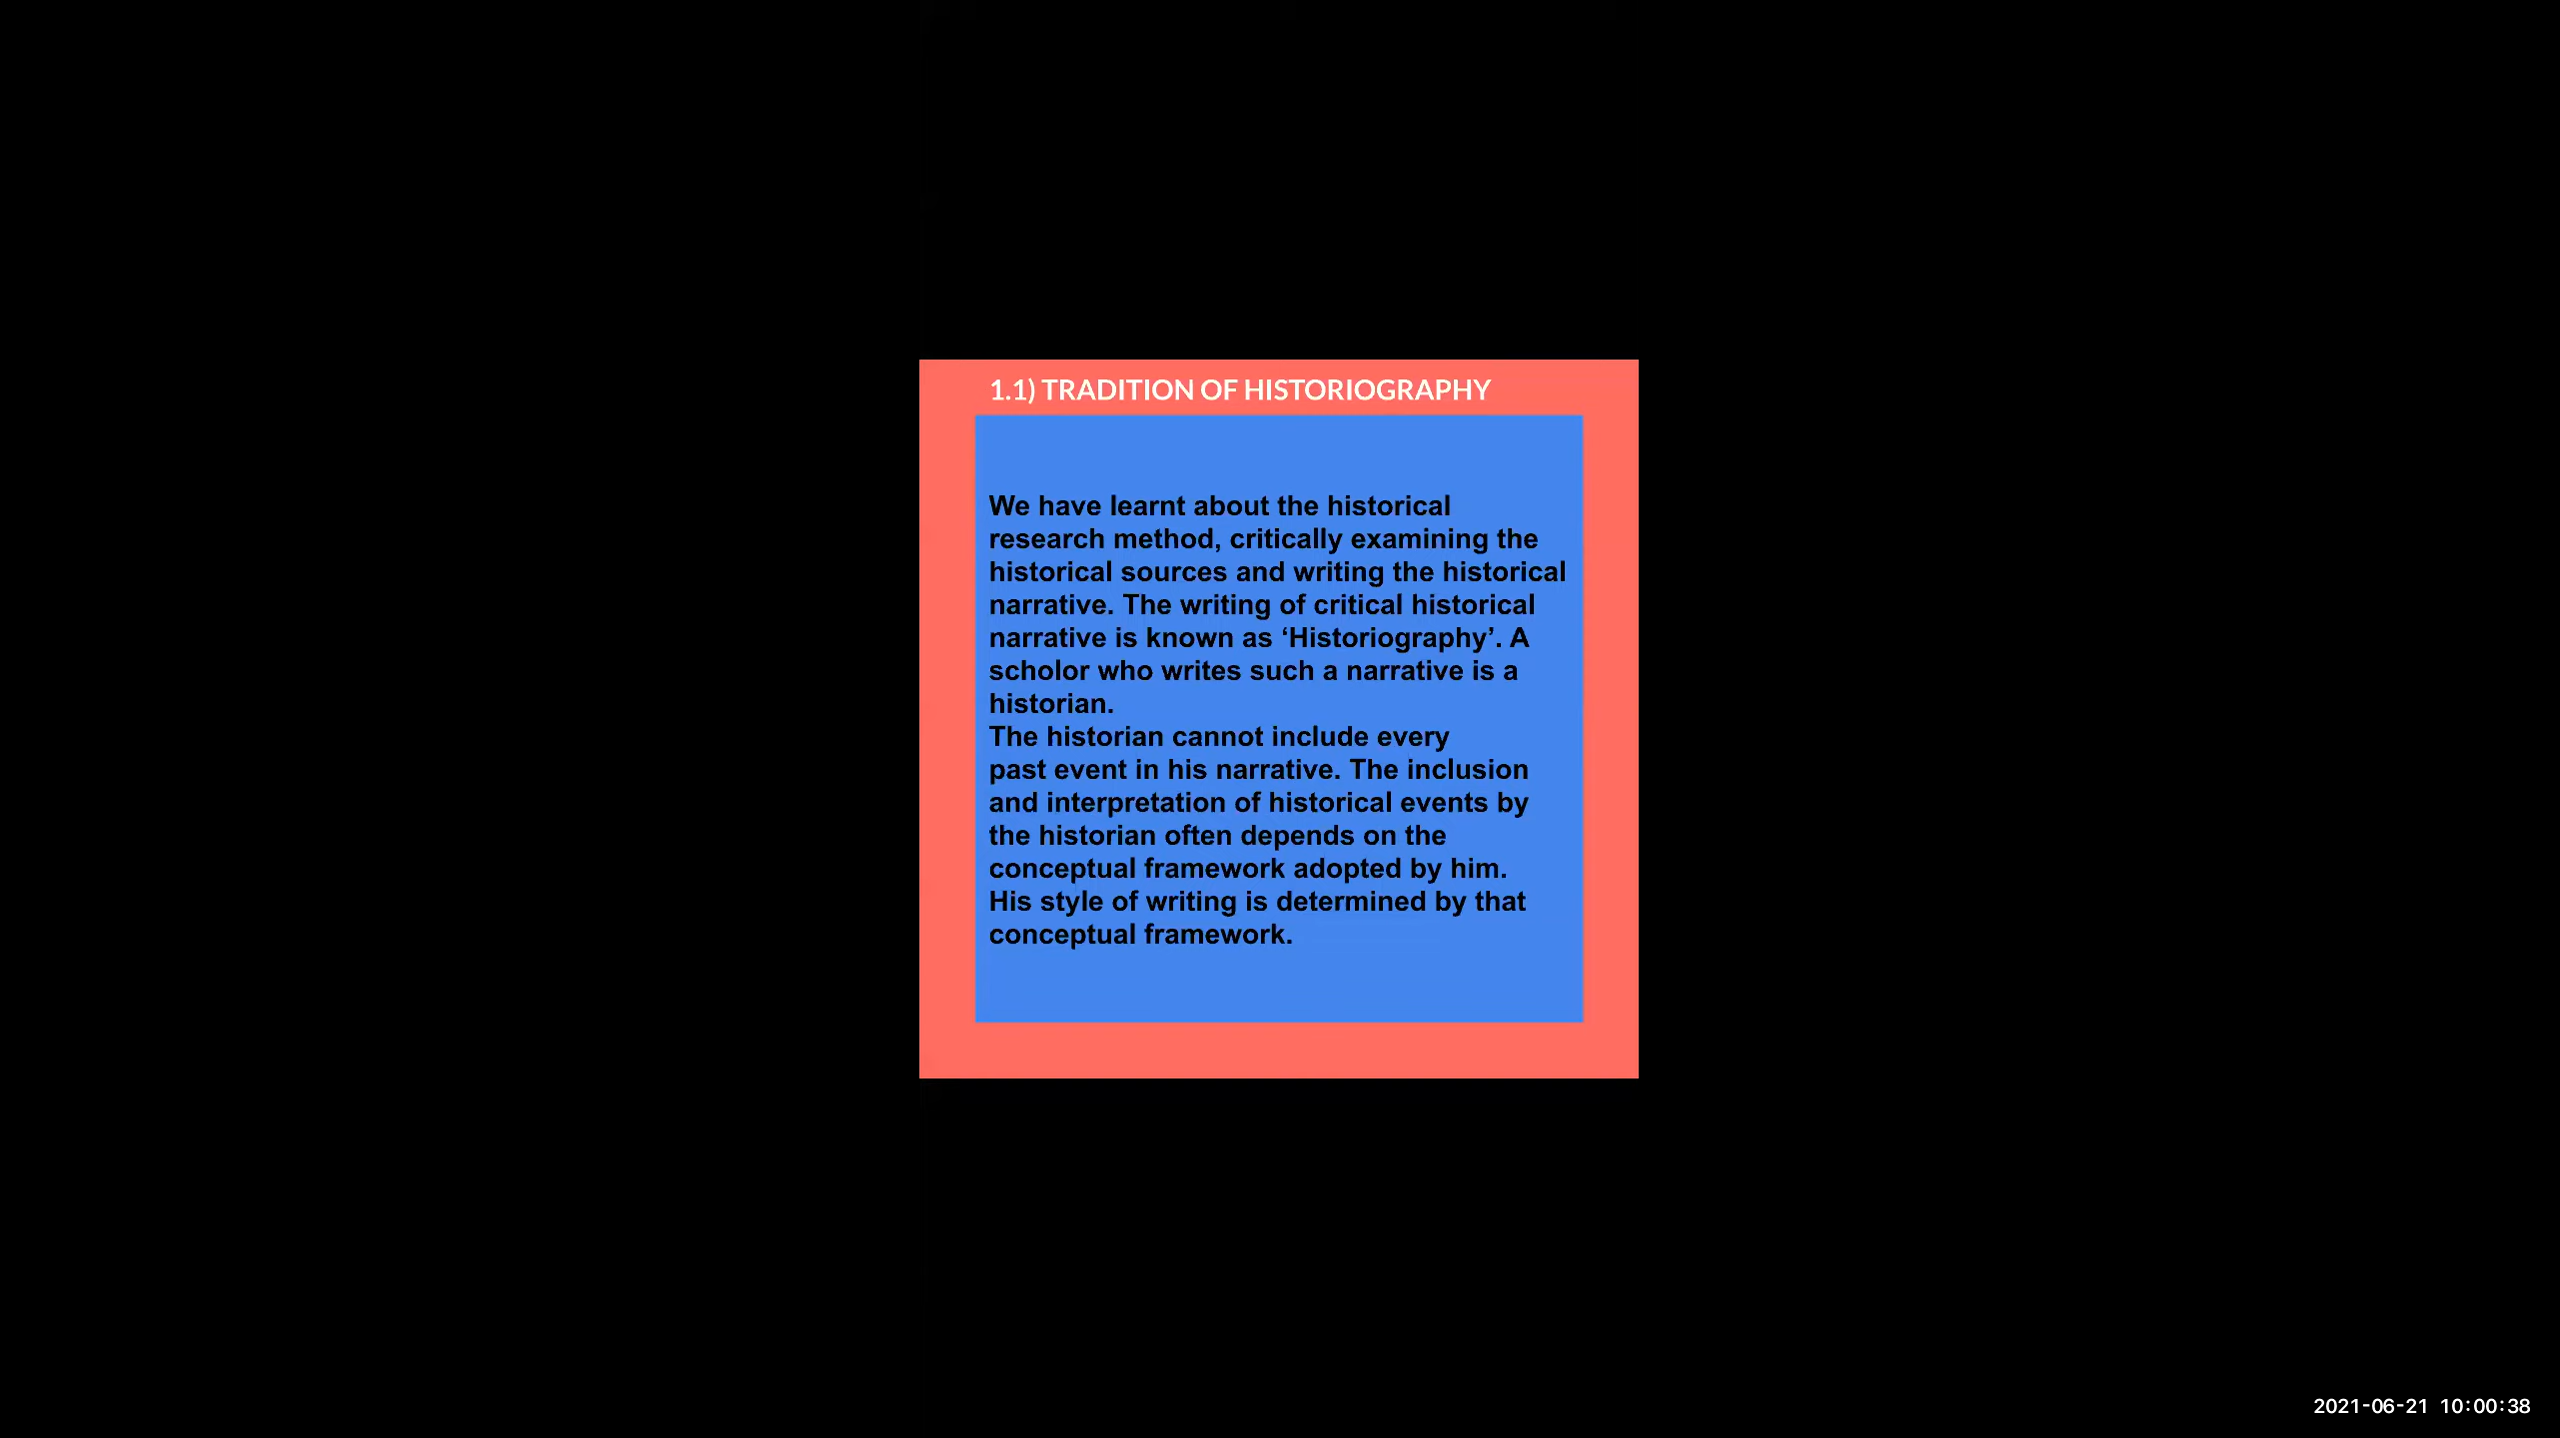 1.1) TRADITION OF HISTORIOGRAPHY
We have learnt about the historical
research method, critically examining the
historical sources and writing the historical
narrative. The writing of critical historical
narrative is known as ‘Historiography’. A
scholor who writes such a narrative is a
historian.
The historian cannot include every
past event in his narrative. The inclusion
and interpretation of historical events by
the historian often depends on the
conceptual framework adopted by him.
His style of writing is determined by that
conceptual framework.
2021-06-21 10:00:38